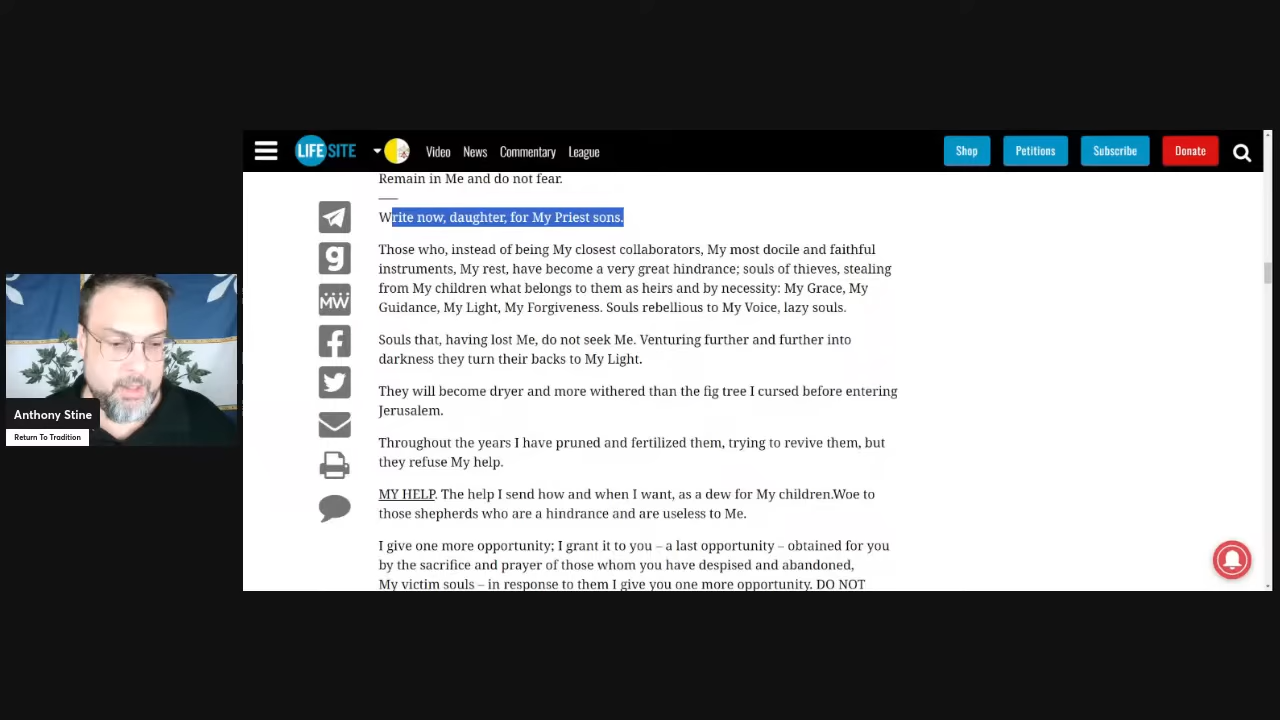 LIFE SITE
Video
News
Commentary
League
Shop
Petitions
Subscribe
Donate
Remain in Me and do not fear.
Write now, daughter, for My Priest sons.
Those who, instead of being My closest collaborators, My most docile and faithful
instruments, My rest, have become a very great hindrance; souls of thieves, stealing
from My children what belongs to them as heirs and by necessity: My Grace, My
Guidance, My Light, My Forgiveness. Souls rebellious to My Voice, lazy souls.
Souls that, having lost Me, do not seek Me. Venturing further and further into
darkness they turn their backs to My Light.
They will become dryer and more withered than the fig tree I cursed before entering
Jerusalem.
Throughout the years I have pruned and fertilized them, trying to revive them, but
they refuse My help.
MY HELP. The help I send how and when I want, as a dew for My children.Woe to
those shepherds who are a hindrance and are useless to Me.
I give one more opportunity; I grant it to you – a last opportunity – obtained for you
by the sacrifice and prayer of those whom you have despised and abandoned,
My victim souls – in response to them I give you one more opportunity. DO NOT
g
MW
Anthony Stine
Return To Tradition